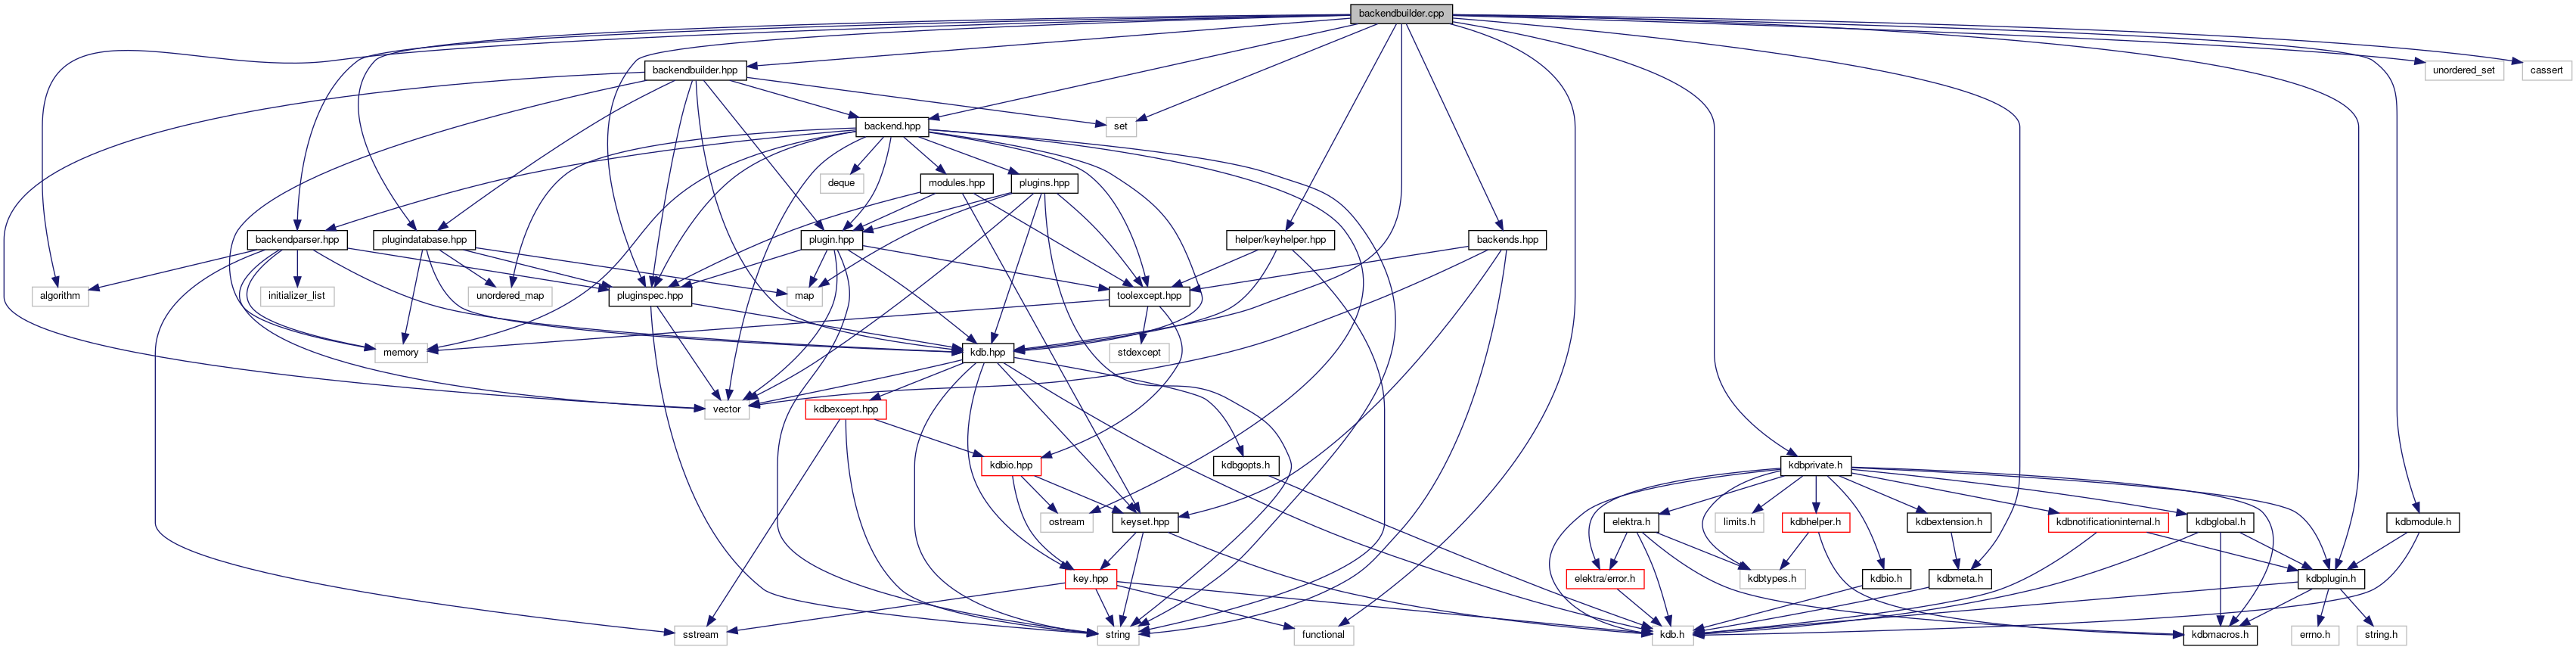 backendbuilder.cpp
backendbuilder.hpp
unordered_set
cassert
backend.hpp
set
deque
modules.hpp
plugins.hpp
backendparser.hpp
plugindatabase.hpp
plugin.hpp
helper/keyhelper.hpp
backends.hpp
algorithm
initializer_list
unordered_map
pluginspec.hpp
map
toolexcept.hpp
memory
kdb.hpp
stdexcept
vector
kdbexcept.hpp
kdbio.hpp
kdbgopts.h
kdbprivate.h
ostream
keyset.hpp
elektra.h
limits.h
kdbhelper.h
kdbextension.h
kdbnotificationinternal.h
kdbglobal.h
kdbmodule.h
key.hpp
elektra/error.h
kdbtypes.h
kdbio.h
kdbmeta.h
kdbplugin.h
sstream
string
functional
kdb.h
kdbmacros.h
errno.h
string.h